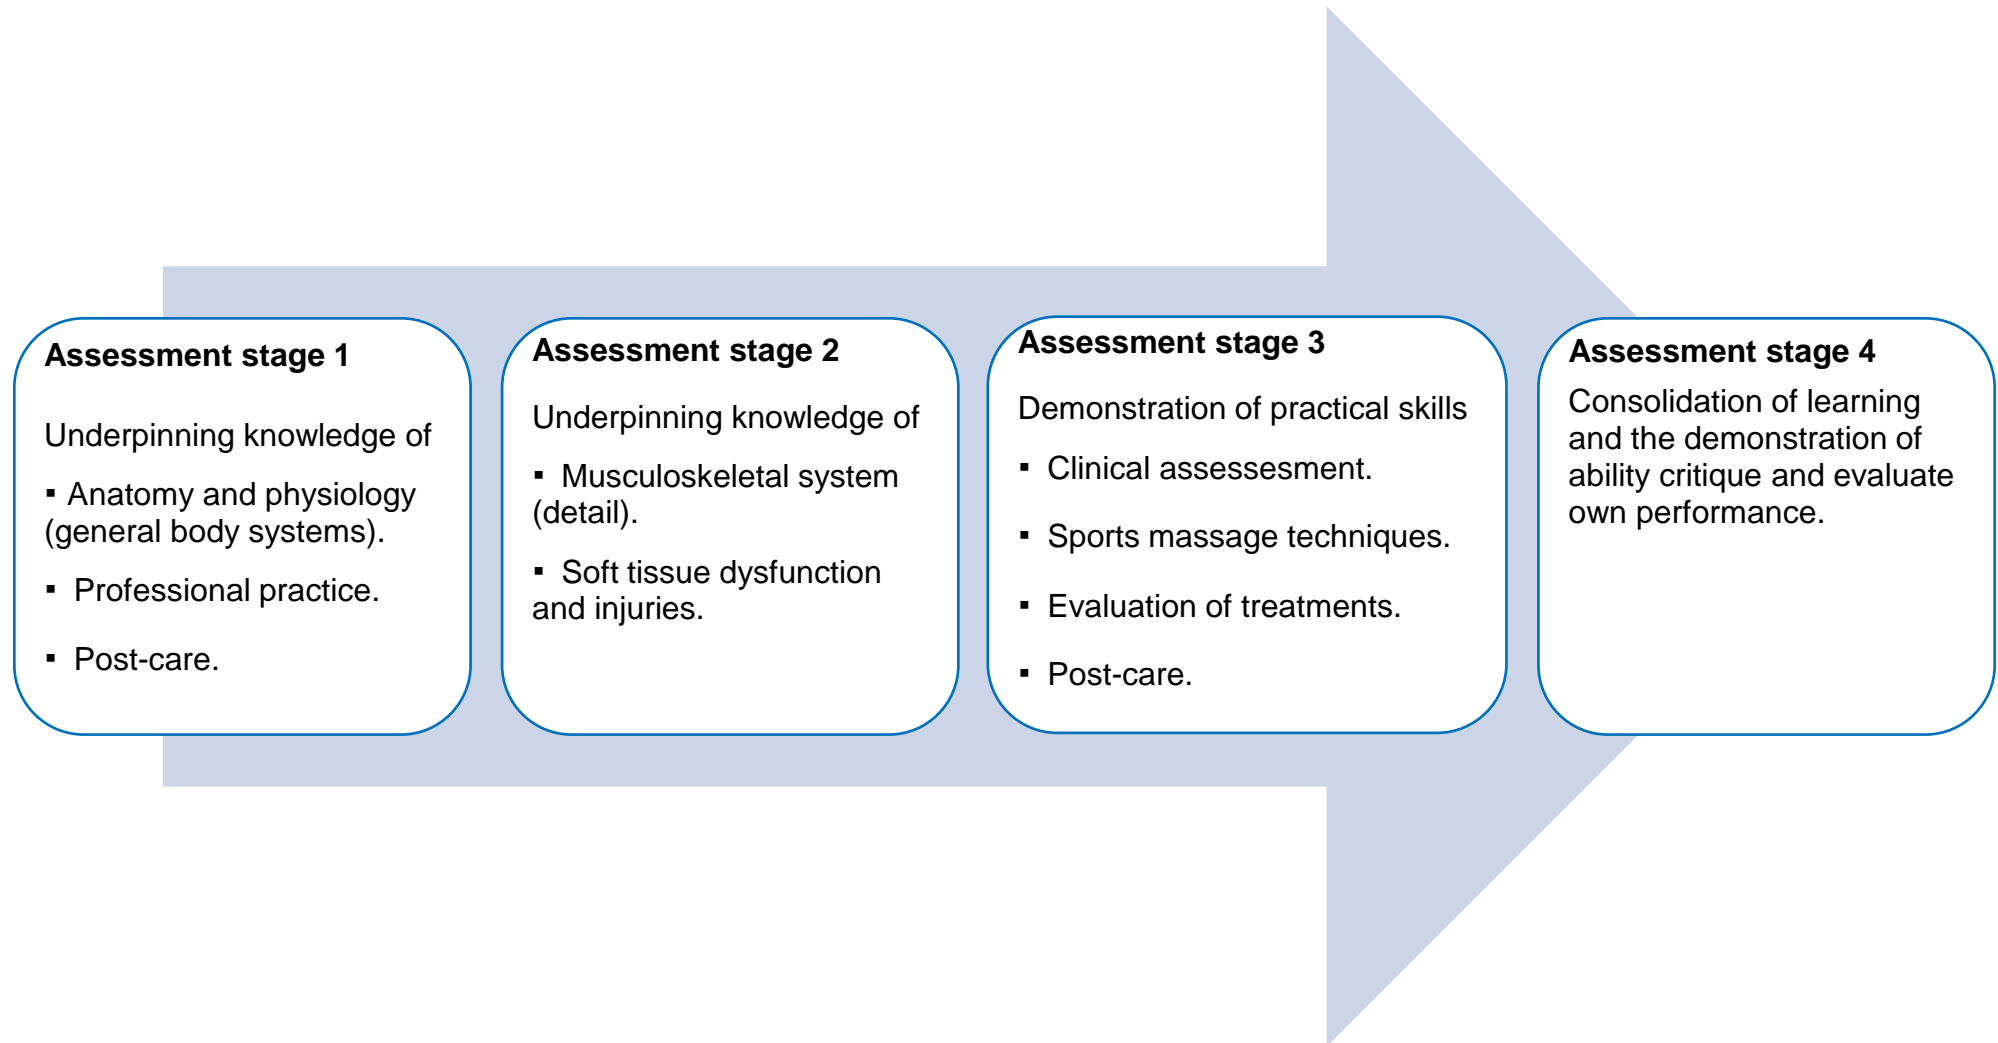 Assessment stage 1
Underpinning knowledge of
▪ Anatomy and physiology
(general body systems).
▪ Professional practice.
▪ Post-care.
Assessment stage 2
Underpinning knowledge of
▪ Musculoskeletal system
(detail).
▪ Soft tissue dysfunction
and injuries.
Assessment stage 3
Demonstration of practical skills
▪ Clinical assessesment.
▪ Sports massage techniques.
▪ Evaluation of treatments.
▪ Post-care.
Assessment stage 4
Consolidation of learning
and the demonstration of
ability critique and evaluate
own performance.